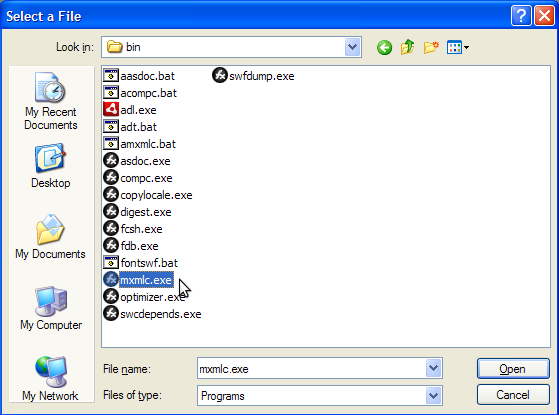 Select a File
Look in:
bin
My Recent
Documents
Desktop
My Documents
My Computer
My Network
aasdoc.bat
acompc.bat
adl.exe
adt.bat
amxmlc.bat
asdoc.exe
compc.exe
copylocale.exe
digest.exe
fcsh.exe
fdb.exe
fontswf.bat
mxmlc.exe
optimizer.exe
swcdepends.exe
swfdump.exe
File name:
mxmlc.exe
Open
Files of type:
Programs
Cancel